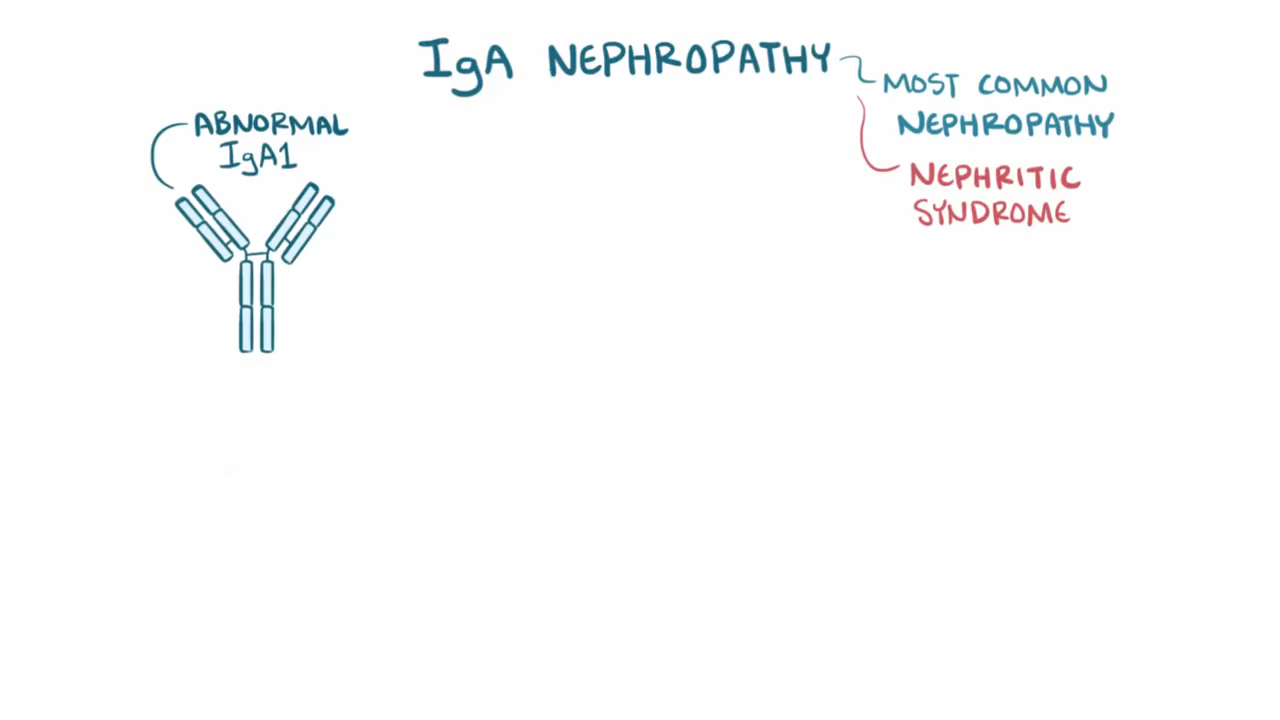 IgA NEPHROPATHY
MOST COMMON
NEPHROPATHY
NEPHRITIC
SYNDROME
ABNORMAL
IgA1